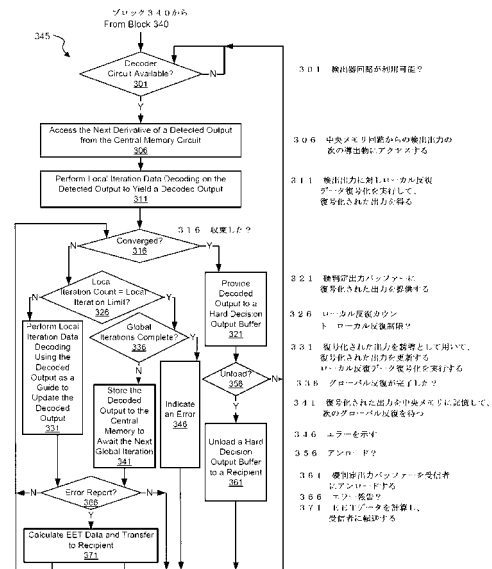 ブロック３４０から
From Block 340
345
Decoder
Circuit Available?
301
N
Y
Access the Next Derivative of a Detected Output
from the Central Memory Circuit
306
Perform Local Iteration Data Decoding on the
Detected Output to Yield a Decoded Output
311
３１６ 収束した？
Converged?
316
N
Y
Local
Iteration Count = Local
Iteration Limit?
326
N
Y
Provide
Decoded
Output to a
Hard Decision
Output Buffer
321
Perform Local
Iteration Data
Decoding
Using the
Decoded
Output as a
Guide to
Update the
Decoded
Output
331
Global
Iterations Complete?
336
N
Y
Store the
Decoded
Output to the
Central
Memory to
Await the Next
Global Iteration
341
Indicate
an Error
346
Unload?
356
N
Y
Unload a Hard
Decision
Output Buffer
to a Recipient
361
Error Report?
366
N
Y
Calculate EET Data and Transfer
to Recipient
371
３０１ 検出器回路が利用可能？
３０６ 中央メモリ回路からの検出出力の
次の導出物にアクセスする
３１１ 検出出力に対しローカル反復
データ復号化を実行して、
復号化された出力を得る
３２１ 硬判定出力バッファーに
復号化された出力を提供する
３２６ ローカル反復カウン
ト－ローカル反復制限？
３３１ 復号化された出力を誘導として用いて、
復号化された出力を更新する
ローカル反復データ復号化を実行する
３３６ グローバル反復が完了した？
３４１ 復号化された出力を中央メモリに記憶して、
次のグローバル反復を待つ
３４６ エラーを示す
３５６ アンロード？
３６１ 硬判定出力バッファーを受信者
にアンロードする
３６６ エラー報告？
３７１ ＥＥＴデータを計算し、
受信者に転送する